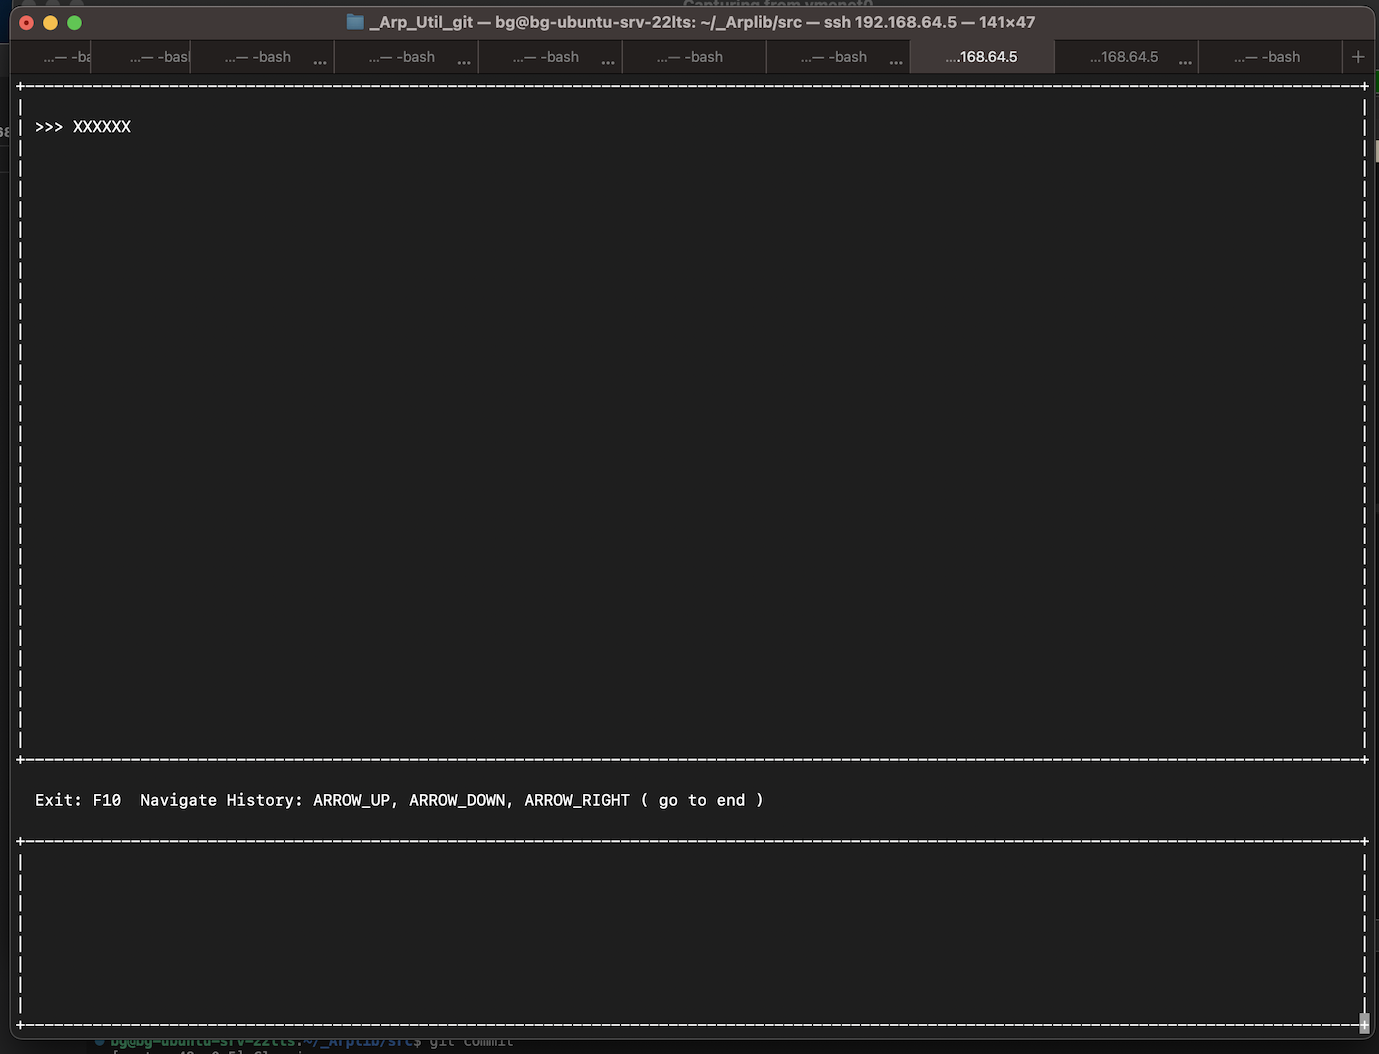 _Arp_Util_git — bg@bg-ubuntu-srv-22lts: ~/_Arplib/src — ssh 192.168.64.5 — 141×47
...— -ba ...— -bas ...— -bash ... ...— -bash ... ...— -bash ... ...— -bash ...— -bash ... ....168.64.5 ...168.64.5 ... ...— -bash +
>>> XXXXXX
Exit: F10 Navigate History: ARROW_UP, ARROW_DOWN, ARROW_RIGHT ( go to end )
bg@bg-ubuntu-srv-22lts:~/_Arplib/src$ git commit